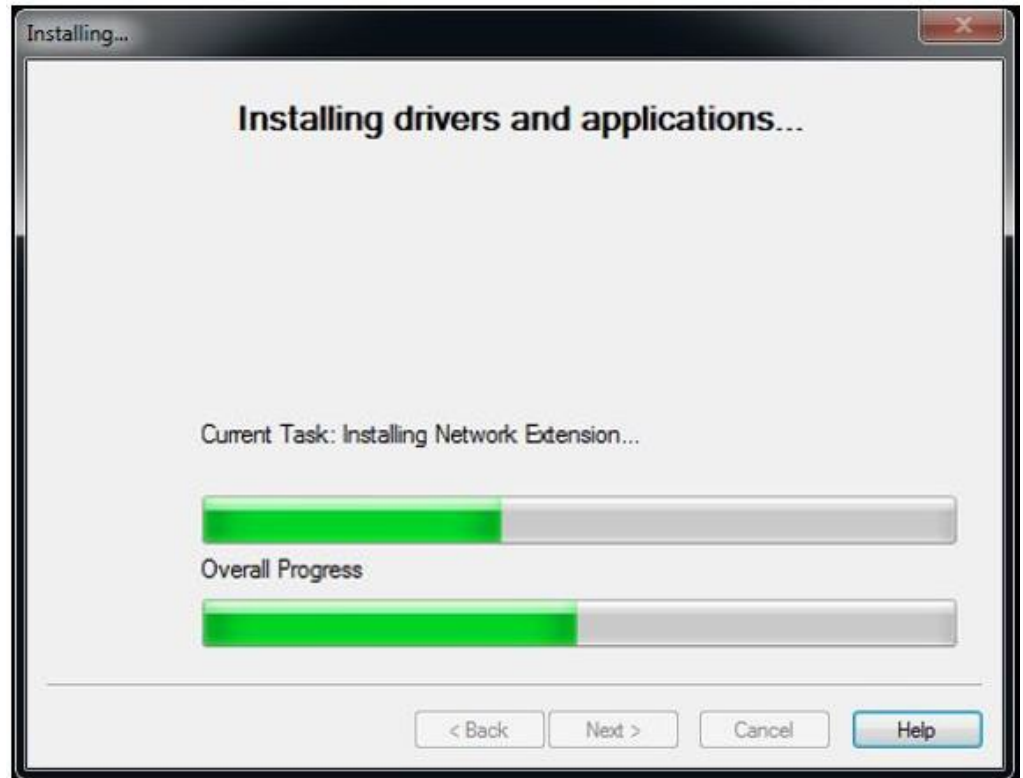 Installing...
Installing drivers and applications...
Current Task: Installing Network Extension...
Overall Progress
< Back Next > Cancel Help